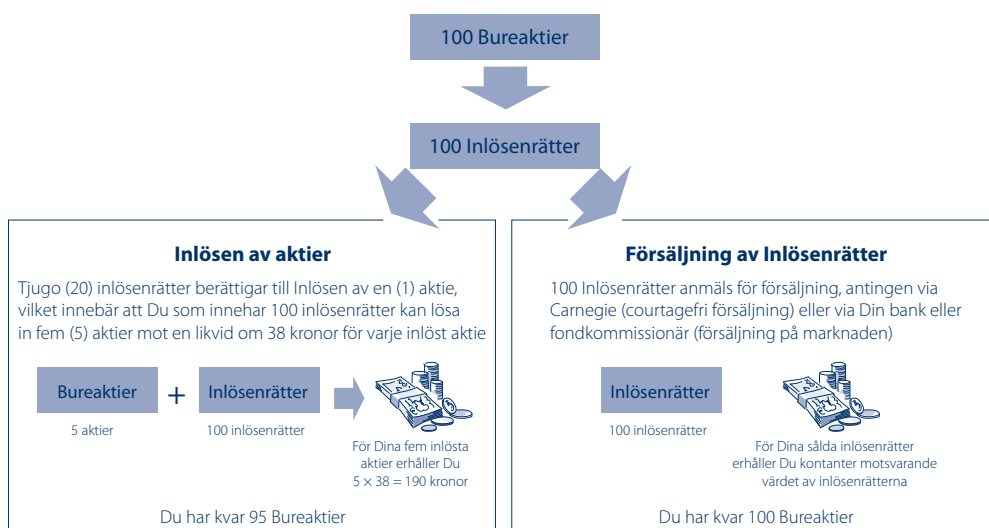 100 Bureaktier
100 Inlösenrätter
Inlösen av aktier
Tjugo (20) inlösenrätter berättigar till Inlösen av en (1) aktie,
vilket innebär att Du som innehar 100 inlösenrätter kan lösa
in fem (5) aktier mot en likvid om 38 kronor för varje inlöst aktie
Bureaktier
+
Inlösenrätter
5 aktier
100 inlösenrätter
För Dina fem inlösta
aktier erhåller Du
5 × 38 = 190 kronor
Du har kvar 95 Bureaktier
Försäljning av Inlösenrätter
100 Inlösenrätter anmäls för försäljning, antingen via
Carnegie (courtagefri försäljning) eller via Din bank eller
fondkommissionär (försäljning på marknaden)
Inlösenrätter
100 inlösenrätter
För Dina sålda inlösenrätter
erhåller Du kontanter motsvarande
värdet av inlösenrätterna
Du har kvar 100 Bureaktier